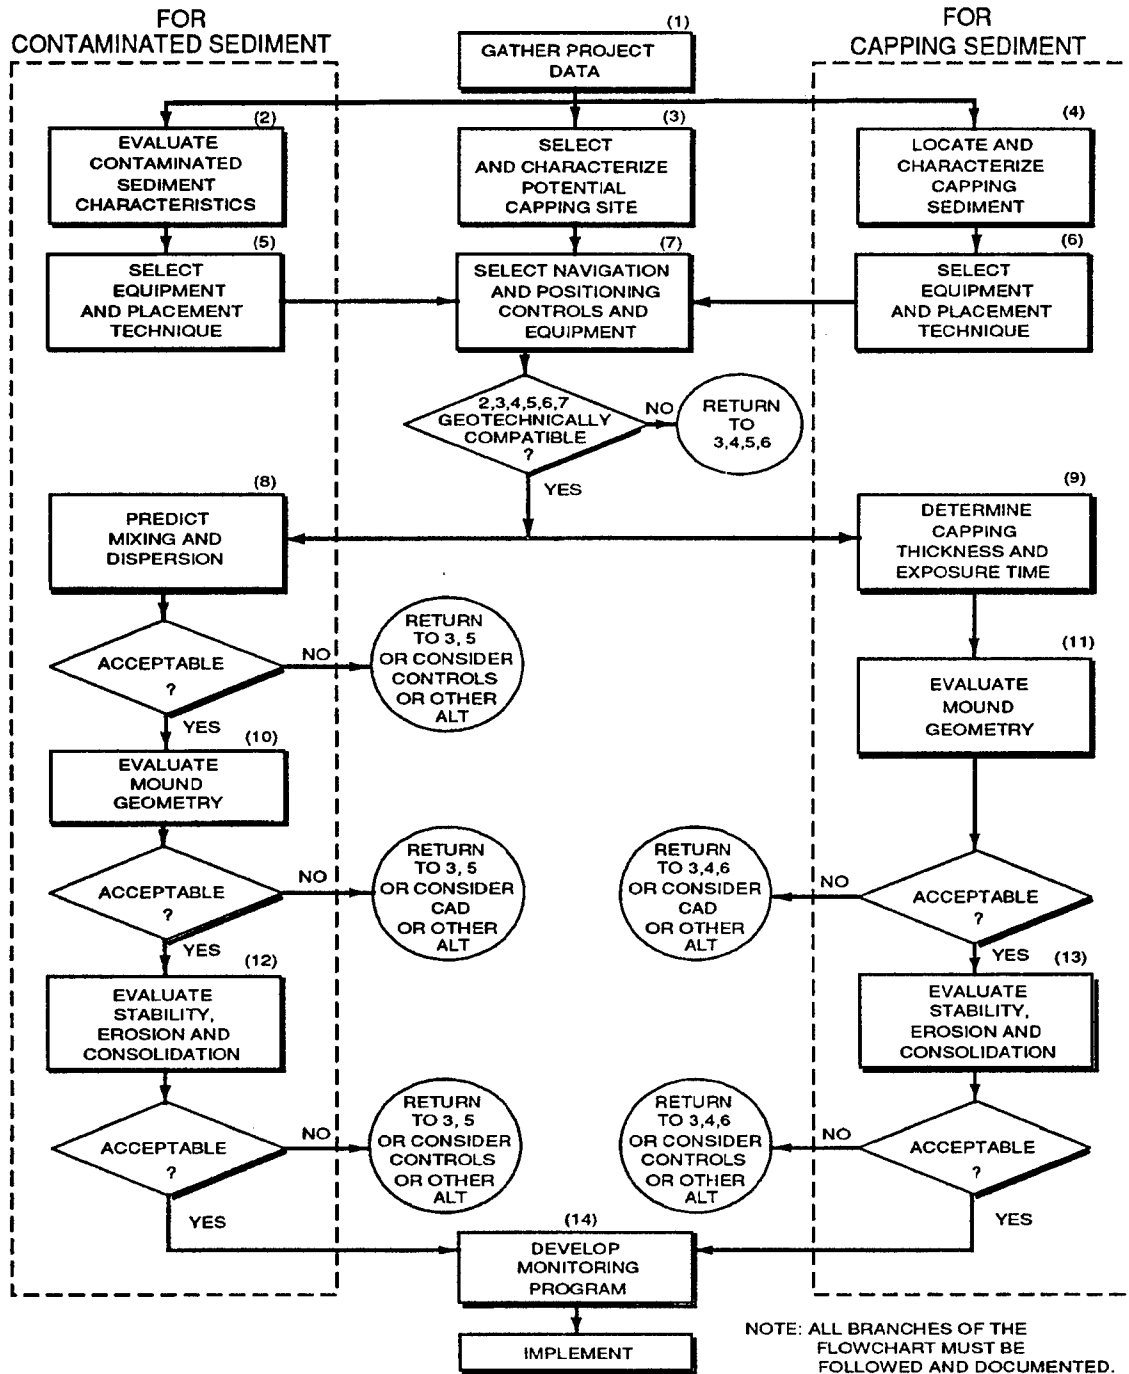 FOR
CONTAMINATED SEDIMENT
FOR
CAPPING SEDIMENT
(1)
GATHER PROJECT
DATA
(2)
EVALUATE
CONTAMINATED
SEDIMENT
CHARACTERISTICS
(3)
SELECT
AND CHARACTERIZE
POTENTIAL
CAPPING SITE
(4)
LOCATE AND
CHARACTERIZE
CAPPING
SEDIMENT
(5)
SELECT
EQUIPMENT
AND PLACEMENT
TECHNIQUE
(7)
SELECT NAVIGATION
AND POSITIONING
CONTROLS AND
EQUIPMENT
(6)
SELECT
EQUIPMENT
AND PLACEMENT
TECHNIQUE
2,3,4,5,6,7
GEOTECHNICALLY
COMPATIBLE
?
NO
RETURN
TO
3,4,5,6
YES
(8)
PREDICT
MIXING AND
DISPERSION
(9)
DETERMINE
CAPPING
THICKNESS AND
EXPOSURE TIME
ACCEPTABLE
?
NO
RETURN
TO 3, 5
OR CONSIDER
CONTROLS
OR OTHER
ALT
YES
(11)
EVALUATE
MOUND
GEOMETRY
(10)
EVALUATE
MOUND
GEOMETRY
ACCEPTABLE
?
NO
RETURN
TO 3, 5
OR CONSIDER
CAD
OR OTHER
ALT
YES
RETURN
TO 3,4,6
OR CONSIDER
CAD
OR OTHER
ALT
NO
ACCEPTABLE
?
YES
(12)
EVALUATE
STABILITY,
EROSION AND
CONSOLIDATION
(13)
EVALUATE
STABILITY,
EROSION AND
CONSOLIDATION
ACCEPTABLE
?
NO
RETURN
TO 3, 5
OR CONSIDER
CONTROLS
OR OTHER
ALT
YES
RETURN
TO 3,4,6
OR CONSIDER
CONTROLS
OR OTHER
ALT
NO
ACCEPTABLE
?
YES
(14)
DEVELOP
MONITORING
PROGRAM
IMPLEMENT
NOTE: ALL BRANCHES OF THE
FLOWCHART MUST BE
FOLLOWED AND DOCUMENTED.